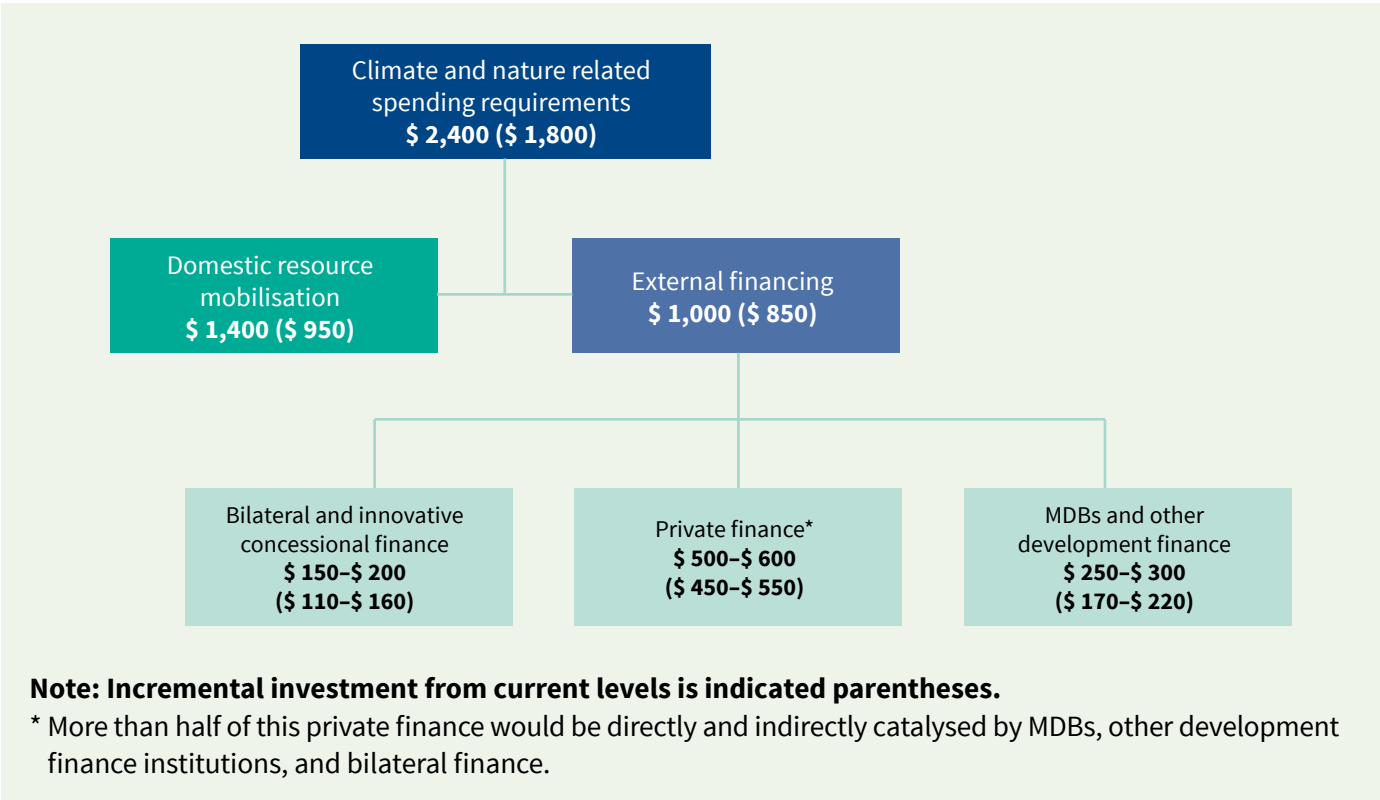 Climate and nature related
spending requirements
$ 2,400 ($ 1,800)
Domestic resource
mobilisation
$ 1,400 ($ 950)
External financing
$ 1,000 ($ 850)
Bilateral and innovative
concessional finance
$ 150–$ 200
($ 110–$ 160)
Private finance*
$ 500–$ 600
($ 450–$ 550)
MDBs and other
development finance
$ 250–$ 300
($ 170–$ 220)
Note: Incremental investment from current levels is indicated parentheses.
* More than half of this private finance would be directly and indirectly catalysed by MDBs, other development
finance institutions, and bilateral finance.